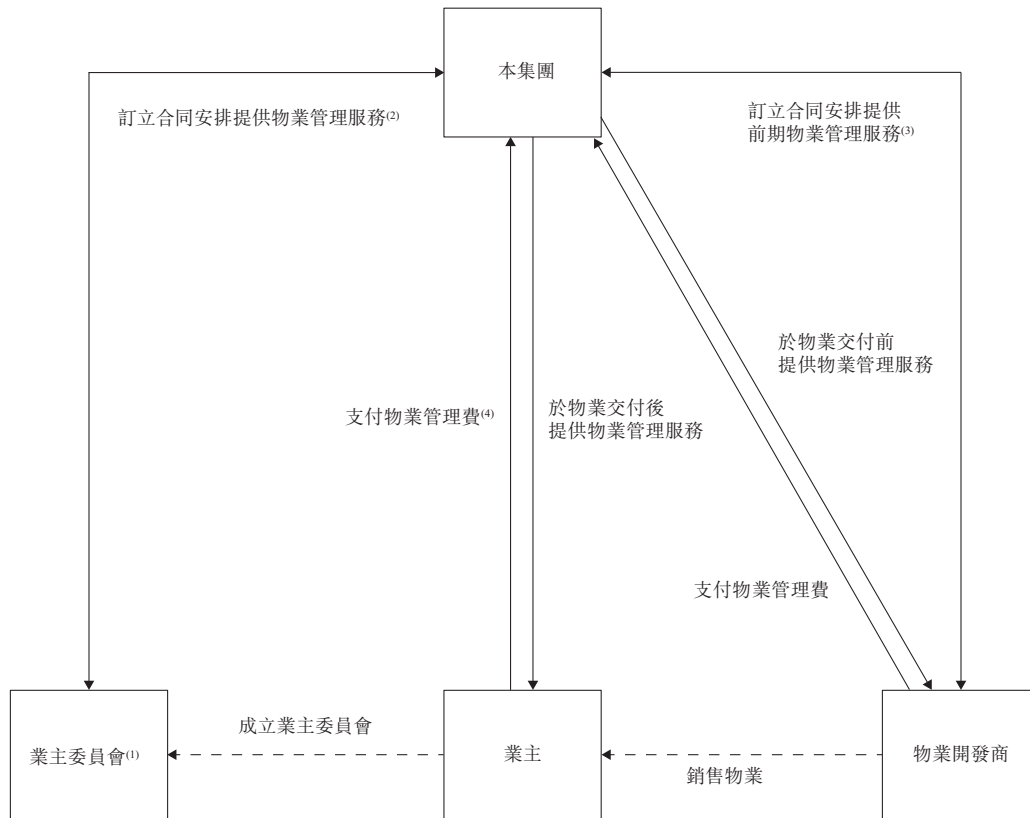 本集團
訂立合同安排提供物業管理服務(2)
訂立合同安排提供
前期物業管理服務(3)
於物業交付前
提供物業管理服務
支付物業管理費(4)
於物業交付後
提供物業管理服務
支付物業管理費
業主委員會(1)
成立業主委員會
業主
銷售物業
物業開發商